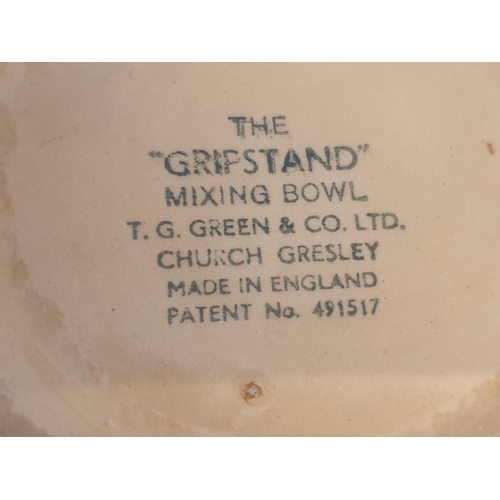 THE
"GRIPSTAND"
MIXING BOWL
T. G. GREEN & CO. LTD.
CHURCH GRESLEY
MADE IN ENGLAND
PATENT No. 491517